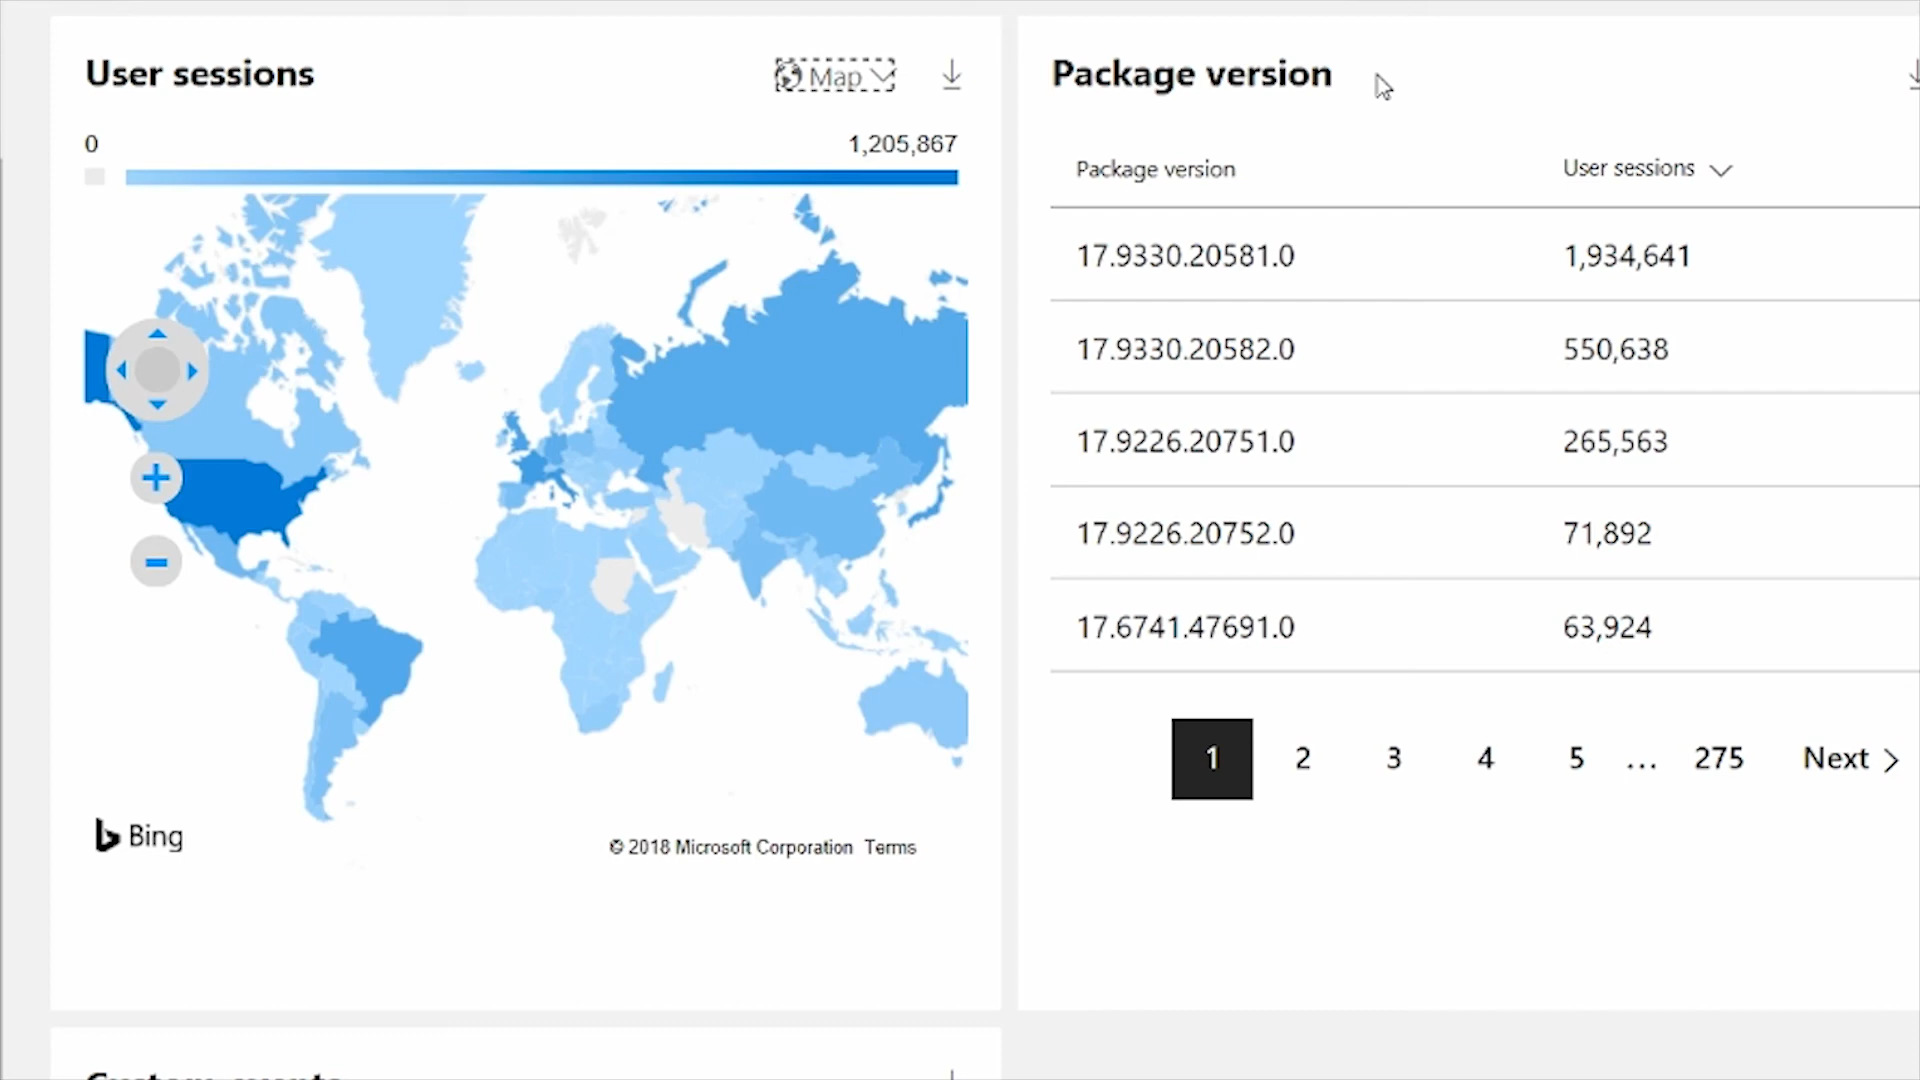 User sessions
Map
0
1,205,867
Bing
© 2018 Microsoft Corporation Terms
Package version
Package version
User sessions
17.9330.20581.0
1,934,641
17.9330.20582.0
550,638
17.9226.20751.0
265,563
17.9226.20752.0
71,892
17.6741.47691.0
63,924
1 2 3 4 5 ... 275 Next